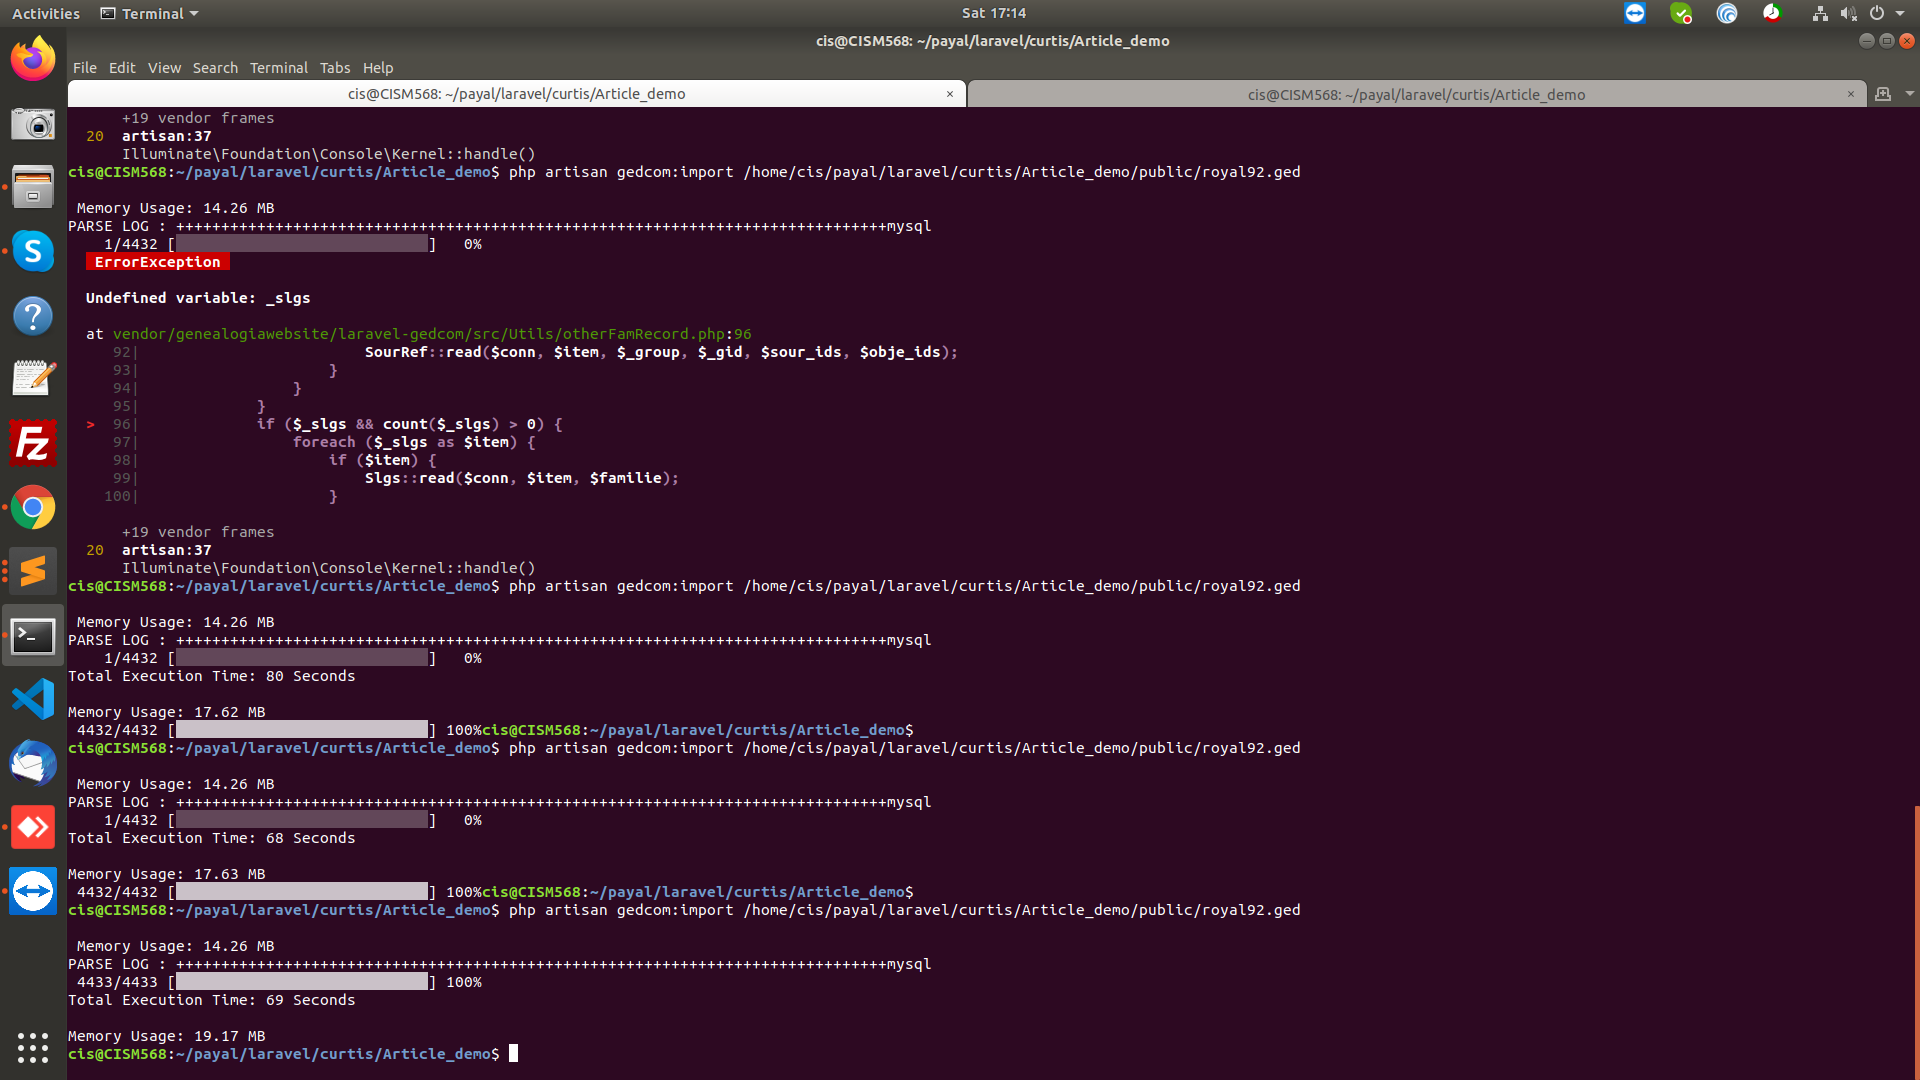 Activities Terminal Sat 17:14
cis@CISM568: ~/payal/laravel/curtis/Article_demo
File Edit View Search Terminal Tabs Help
cis@CISM568: ~/payal/laravel/curtis/Article_demo × cis@CISM568: ~/payal/laravel/curtis/Article_demo ×
+19 vendor frames
20 artisan:37
Illuminate\Foundation\Console\Kernel::handle()
cis@CISM568:~/payal/laravel/curtis/Article_demo$ php artisan gedcom:import /home/cis/payal/laravel/curtis/Article_demo/public/royal92.ged
Memory Usage: 14.26 MB
PARSE LOG : +++++++++++++++++++++++++++++++++++++++++++++++++++++++++++++++++++++++++++++++mysql
1/4432 [ ] 0%
ErrorException
Undefined variable: _slgs
at vendor/genealogiawebsite/laravel-gedcom/src/Utils/otherFamRecord.php:96
92| SourRef::read($conn, $item, $_group, $_gid, $sour_ids, $obje_ids);
93| }
94| }
95| }
> 96| if ($_slgs && count($_slgs) > 0) {
97| foreach ($_slgs as $item) {
98| if ($item) {
99| Slgs::read($conn, $item, $familie);
100| }
+19 vendor frames
20 artisan:37
Illuminate\Foundation\Console\Kernel::handle()
cis@CISM568:~/payal/laravel/curtis/Article_demo$ php artisan gedcom:import /home/cis/payal/laravel/curtis/Article_demo/public/royal92.ged
Memory Usage: 14.26 MB
PARSE LOG : +++++++++++++++++++++++++++++++++++++++++++++++++++++++++++++++++++++++++++++++mysql
1/4432 [ ] 0%
Total Execution Time: 80 Seconds
Memory Usage: 17.62 MB
4432/4432 [ ] 100%cis@CISM568:~/payal/laravel/curtis/Article_demo$
cis@CISM568:~/payal/laravel/curtis/Article_demo$ php artisan gedcom:import /home/cis/payal/laravel/curtis/Article_demo/public/royal92.ged
Memory Usage: 14.26 MB
PARSE LOG : +++++++++++++++++++++++++++++++++++++++++++++++++++++++++++++++++++++++++++++++mysql
1/4432 [ ] 0%
Total Execution Time: 68 Seconds
Memory Usage: 17.63 MB
4432/4432 [ ] 100%cis@CISM568:~/payal/laravel/curtis/Article_demo$
cis@CISM568:~/payal/laravel/curtis/Article_demo$ php artisan gedcom:import /home/cis/payal/laravel/curtis/Article_demo/public/royal92.ged
Memory Usage: 14.26 MB
PARSE LOG : +++++++++++++++++++++++++++++++++++++++++++++++++++++++++++++++++++++++++++++++mysql
4433/4433 [ ] 100%
Total Execution Time: 69 Seconds
Memory Usage: 19.17 MB
cis@CISM568:~/payal/laravel/curtis/Article_demo$